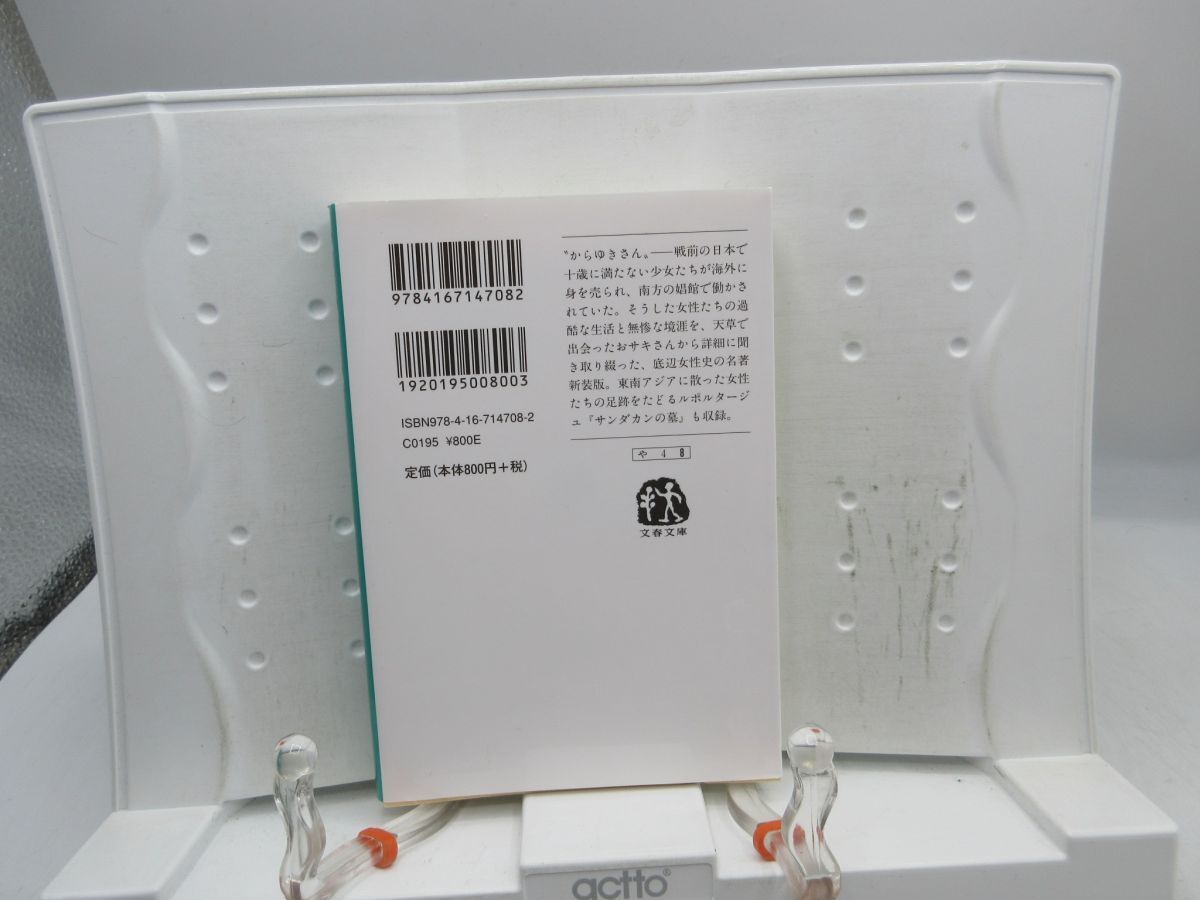 9784167147082
1920195008003
ISBN978-4-16-714708-2
C0195 ¥800E
定価(本体800円+税)
〝からゆきさん〟──戦前の日本で
十歳に満たない少女たちが海外に
身を売られ、南方の娼館で働かさ
れていた。そうした女性たちの過
酷な生活と無惨な境涯を、天草で
出会ったおサキさんから詳細に聞
き取り綴った、底辺女性史の名著
新装版。東南アジアに散った女性
たちの足跡をたどるルポルタージ
ュ『サンダカンの墓』も収録。
や 4 8
文春文庫
actto®